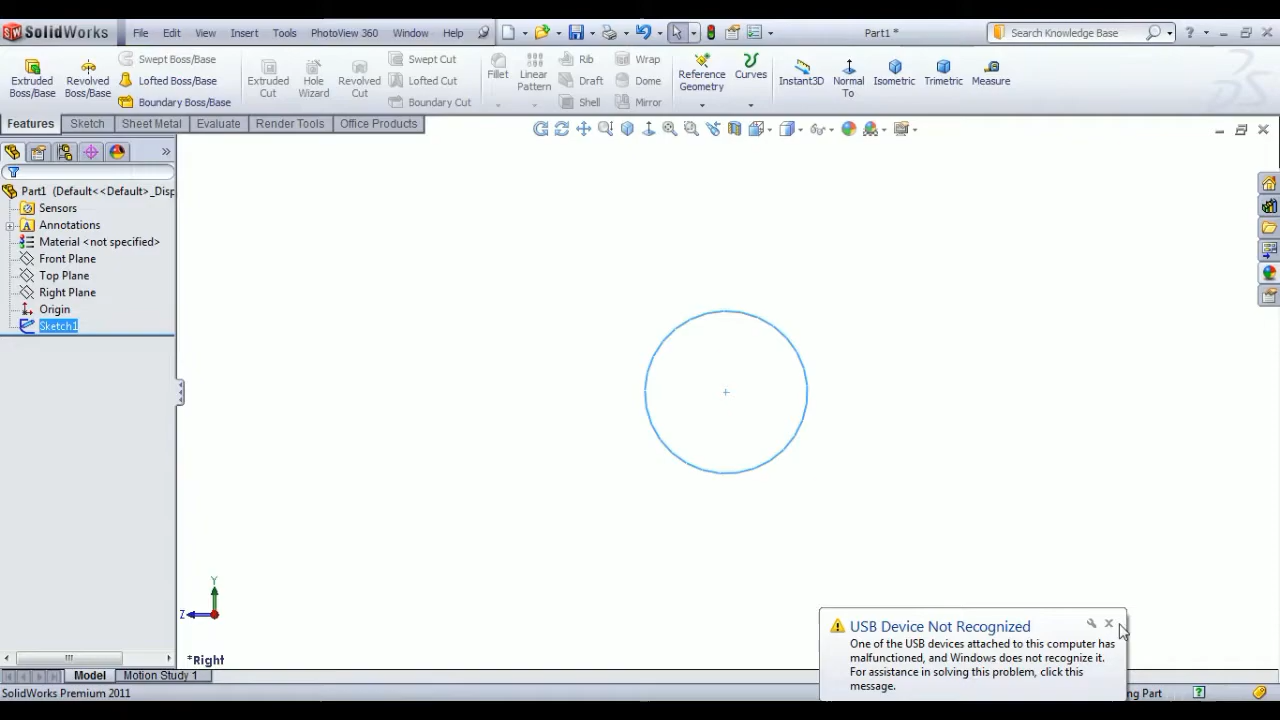 SolidWorks File Edit View Insert Tools PhotoView 360 Window Help Part1 * Search Knowledge Base
Extruded Boss/Base
Revolved Boss/Base
Swept Boss/Base
Lofted Boss/Base
Boundary Boss/Base
Extruded Cut
Hole Wizard
Revolved Cut
Swept Cut
Lofted Cut
Boundary Cut
Fillet
Linear Pattern
Rib
Draft
Shell
Wrap
Dome
Mirror
Reference Geometry
Curves
Instant3D
Normal To
Isometric
Trimetric
Measure
Features Sketch Sheet Metal Evaluate Render Tools Office Products
Part1 (Default<<Default>_Disp
Sensors
Annotations
Material <not specified>
Front Plane
Top Plane
Right Plane
Origin
Sketch1
Y
Z
*Right
USB Device Not Recognized
One of the USB devices attached to this computer has
malfunctioned, and Windows does not recognize it.
For assistance in solving this problem, click this
message.
Model Motion Study 1
SolidWorks Premium 2011
ng Part